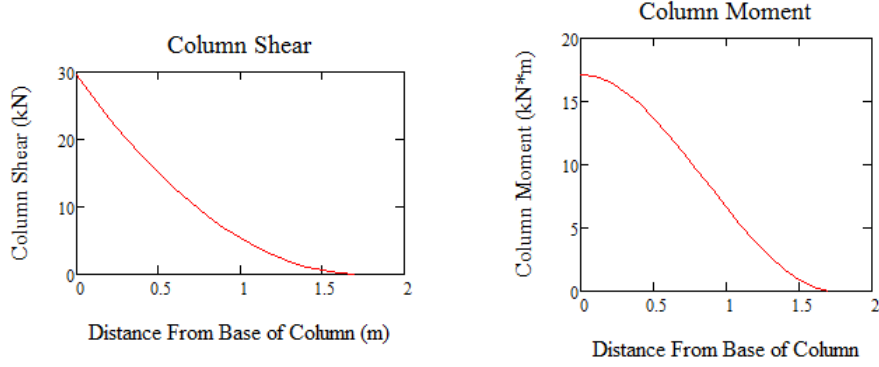 Column Shear
Column Shear (kN)
30
20
10
0
0 0.5 1 1.5 2
Distance From Base of Column (m)
Column Moment
Column Moment (kN*m)
20
15
10
5
0
0 0.5 1 1.5 2
Distance From Base of Column